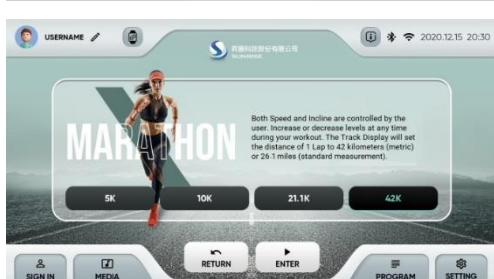 USERNAME
2020.12.15 20:30
MARATHON
Both Speed and Incline are controlled by the
user. Increase or decrease levels at any time
during your workout. The Track Display will set
the distance of 1 Lap to 42 kilometers (metric)
or 26.1 miles (standard measurement).
5K
10K
21.1K
42K
SIGN IN
MEDIA
RETURN
ENTER
PROGRAM
SETTING